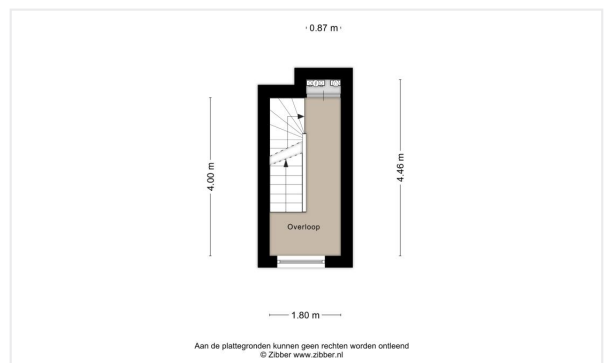 0.87 m
4.00 m
4.46 m
Overloop
1.80 m
Aan de plattegronden kunnen geen rechten worden ontleend
© Zibber www.zibber.nl